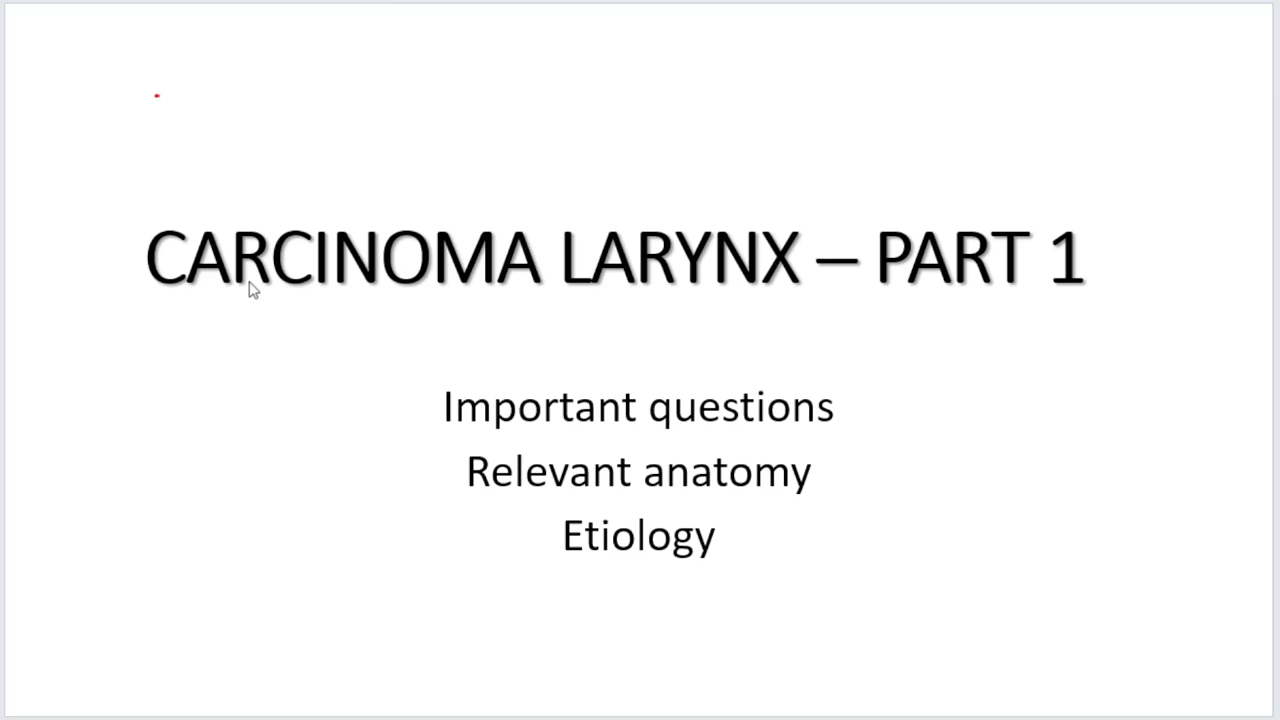 CARCINOMA LARYNX – PART 1
Important questions
Relevant anatomy
Etiology